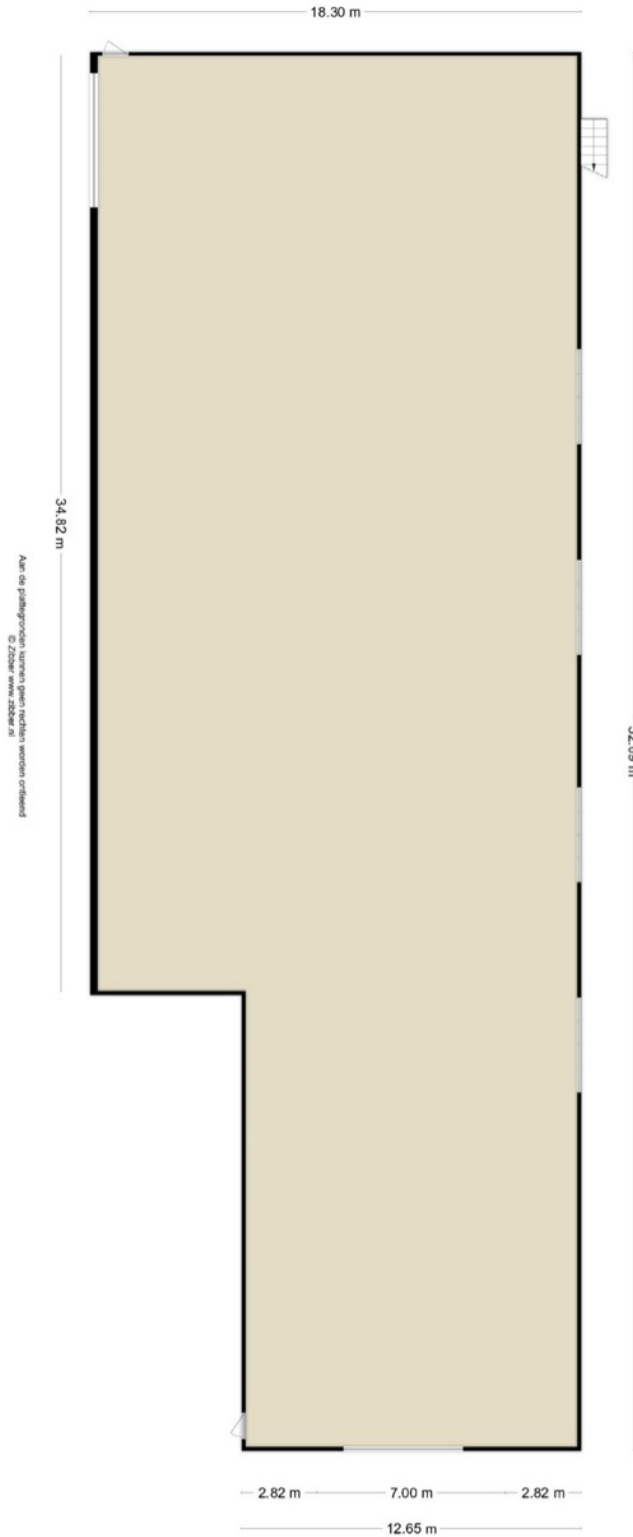 18.30 m
34.82 m
Aan de plattegronden kunnen geen rechten worden ontleend
© Zibber www.zibber.nl
2.82 m
7.00 m
2.82 m
12.65 m